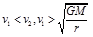 v₁ < v₂, v₁ > √(GM/r)